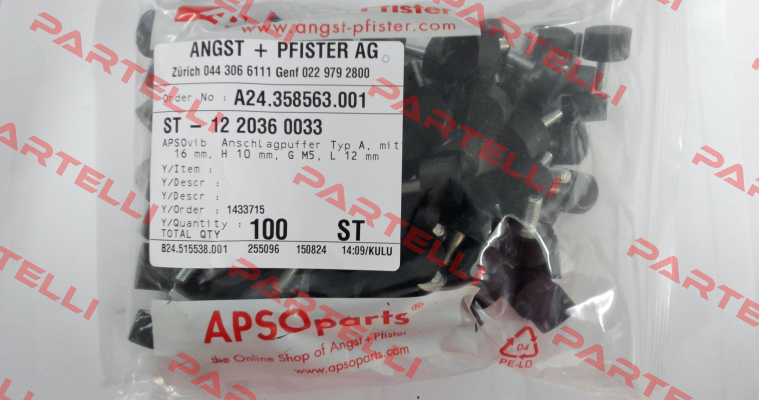 Pfister
www.angst-pfister.com
ANGST + PFISTER AG
Zürich 044 306 6111 Genf 022 979 2800
Order No : A24.358563.001
ST - 12 2036 0033
APSOvib Anschlagpuffer Typ A, mit
16 mm, H 10 mm, G M5, L 12 mm
Y/Item :
Y/Descr :
Y/Descr :
Y/Order : 1433715
Y/Quantity :
TOTAL QTY 100 ST
B24.515538.001 255096 150824 14:09/KULU
APSOparts®
the Online Shop of Angst+Pfister
www.apsoparts.com
04
PE-LD
PARTELLI
PARTELLI
PARTELLI
PARTELLI
PARTELLI
PARTELLI
PARTELLI
PARTELLI